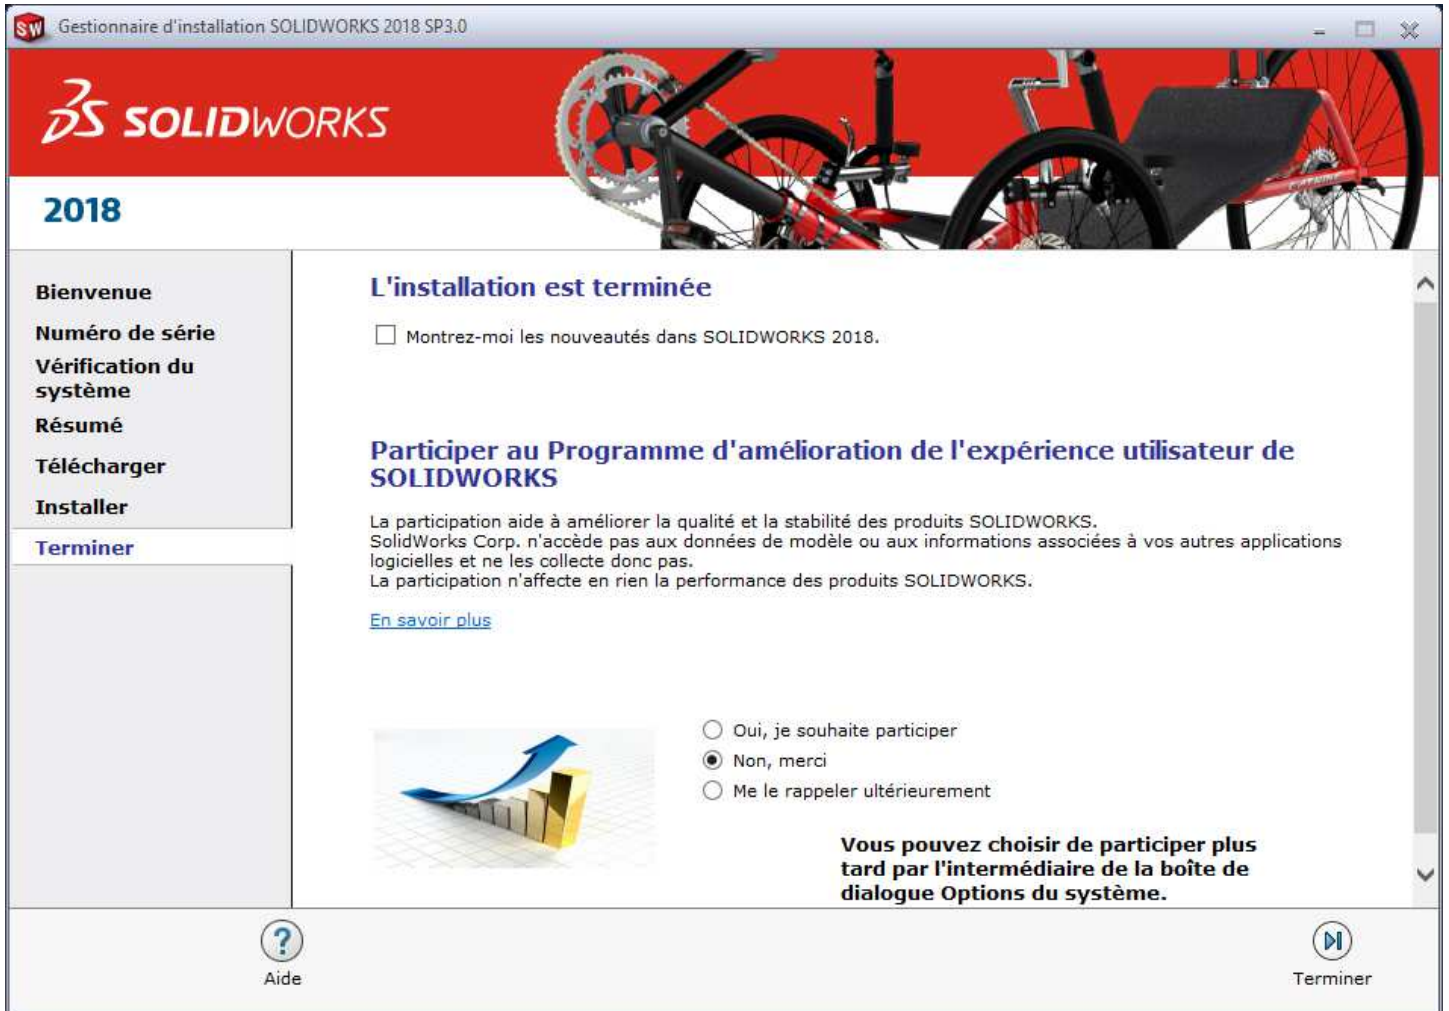 Gestionnaire d'installation SOLIDWORKS 2018 SP3.0
SOLIDWORKS
2018
Bienvenue
Numéro de série
Vérification du
système
Résumé
Télécharger
Installer
Terminer
L'installation est terminée
Montrez-moi les nouveautés dans SOLIDWORKS 2018.
Participer au Programme d'amélioration de l'expérience utilisateur de
SOLIDWORKS
La participation aide à améliorer la qualité et la stabilité des produits SOLIDWORKS.
SolidWorks Corp. n'accède pas aux données de modèle ou aux informations associées à vos autres applications
logicielles et ne les collecte donc pas.
La participation n'affecte en rien la performance des produits SOLIDWORKS.
En savoir plus
Oui, je souhaite participer
Non, merci
Me le rappeler ultérieurement
Vous pouvez choisir de participer plus
tard par l'intermédiaire de la boîte de
dialogue Options du système.
Aide
Terminer